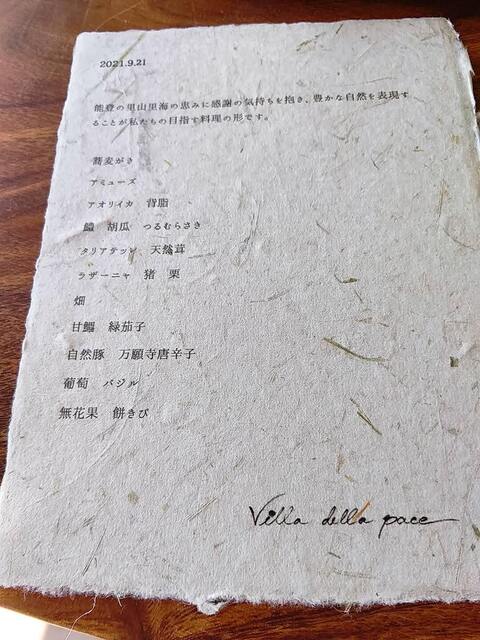 2021.9.21
能登の里山里海の恵みに感謝の気持ちを抱き、豊かな自然を表現す
ることが私たちの目指す料理の形です。
蕎麦がき
アミューズ
アオリイカ 背脂
鱧 胡瓜 つるむらさき
タリアテッレ 天然茸
ラザーニャ 猪 栗
畑
甘鯛 緑茄子
自然豚 万願寺唐辛子
葡萄 バジル
無花果 餅きび
Villa della pace